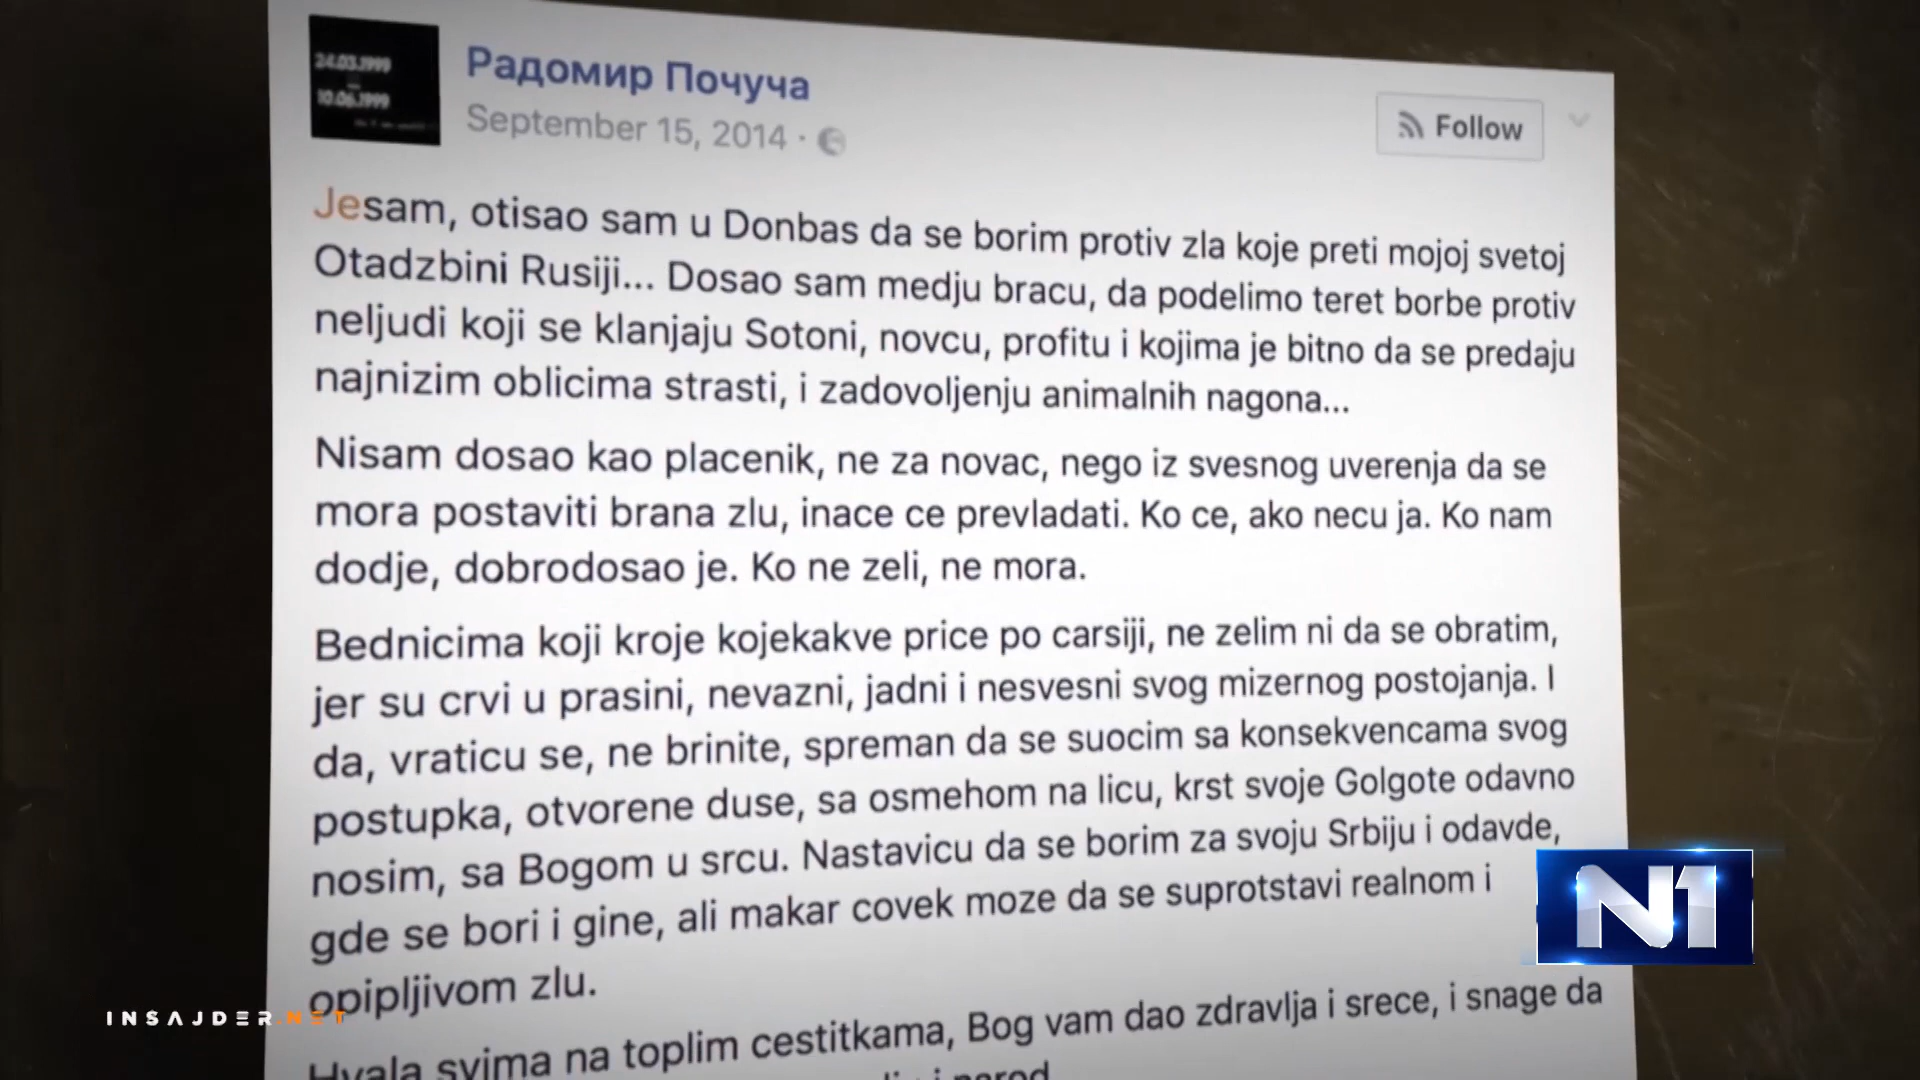 24.03.1999
10.06.1999
Радомир Почуча
September 15, 2014 ·
Follow
Jesam, otisao sam u Donbas da se borim protiv zla koje preti mojoj svetoj
Otadzbini Rusiji... Dosao sam medju bracu, da podelimo teret borbe protiv
neljudi koji se klanjaju Sotoni, novcu, profitu i kojima je bitno da se predaju
najnizim oblicima strasti, i zadovoljenju animalnih nagona...
Nisam dosao kao placenik, ne za novac, nego iz svesnog uverenja da se
mora postaviti brana zlu, inace ce prevladati. Ko ce, ako necu ja. Ko nam
dodje, dobrodosao je. Ko ne zeli, ne mora.
Bednicima koji kroje kojekakve price po carsiji, ne zelim ni da se obratim,
jer su crvi u prasini, nevazni, jadni i nesvesni svog mizernog postojanja. I
da, vraticu se, ne brinite, spreman da se suocim sa konsekvencama svog
postupka, otvorene duse, sa osmehom na licu, krst svoje Golgote odavno
nosim, sa Bogom u srcu. Nastavicu da se borim za svoju Srbiju i odavde,
gde se bori i gine, ali makar covek moze da se suprotstavi realnom i
opipljivom zlu.
Hvala svima na toplim cestitkama, Bog vam dao zdravlja i srece, i snage da
i narod
N1
INSAJDER.NET